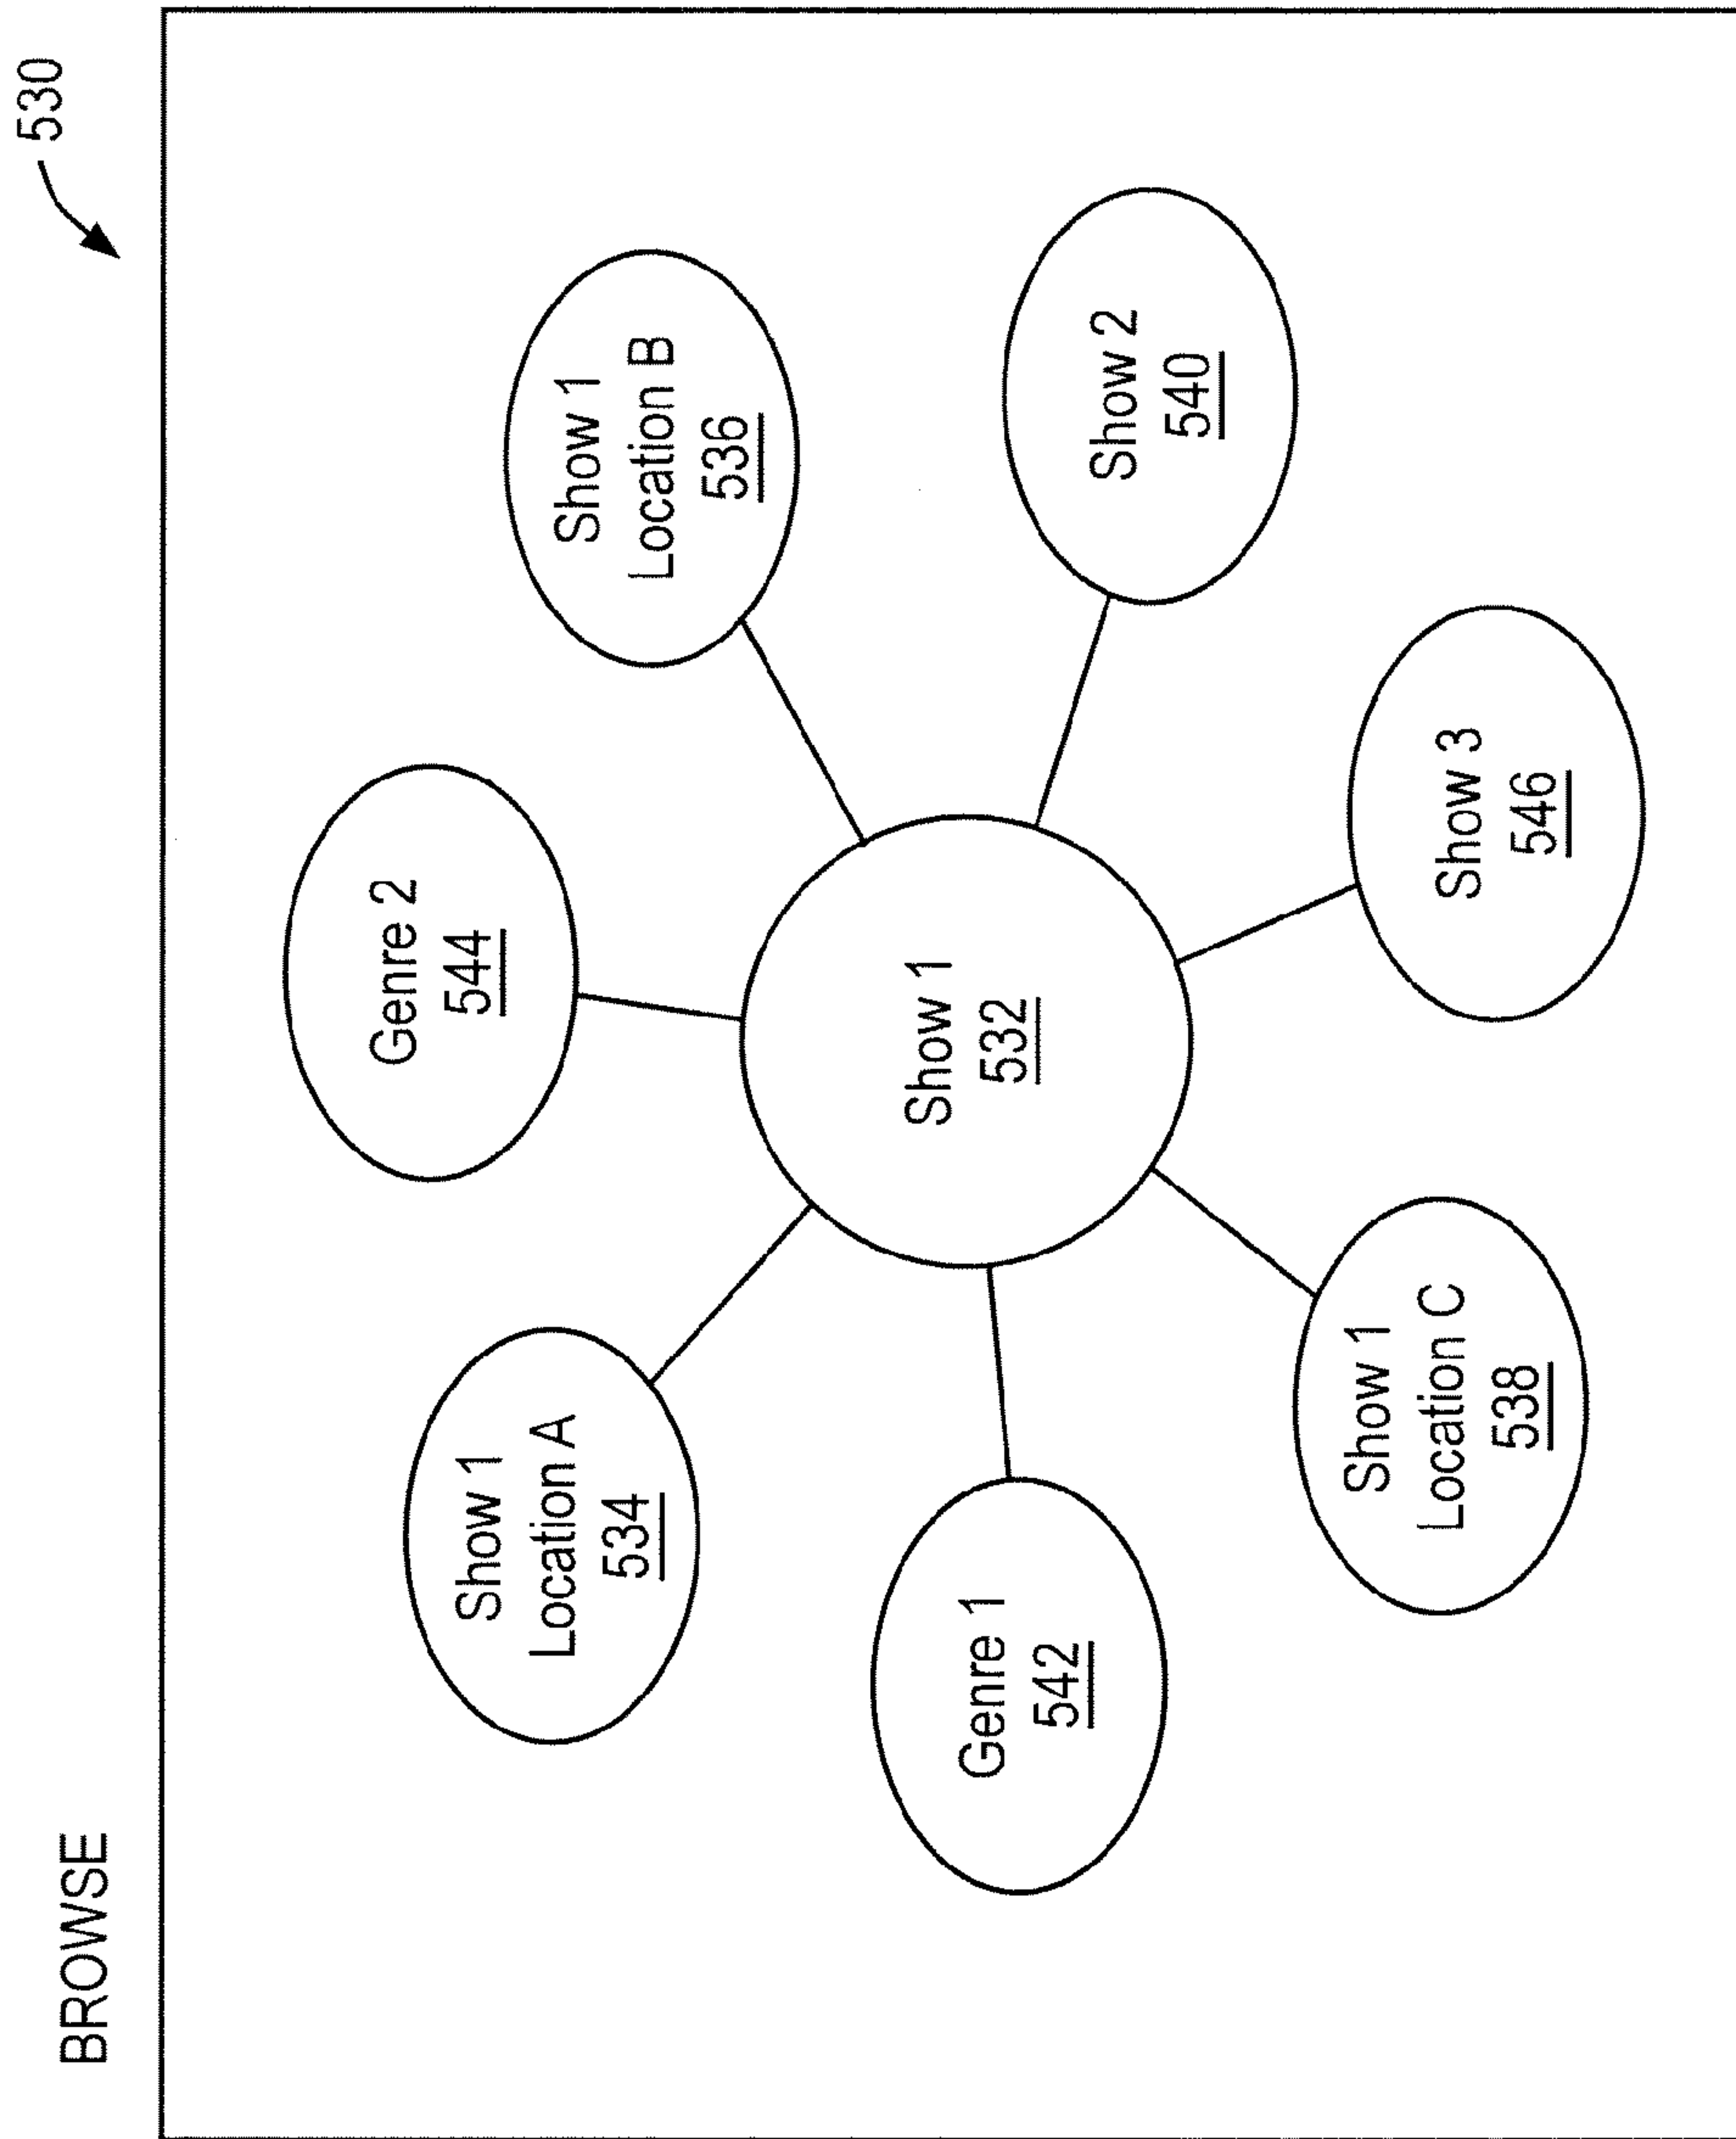 BROWSE
530
Genre 2
544
Show 1
Location A
534
Show 1
Location B
536
Show 1
532
Genre 1
542
Show 2
540
Show 1
Location C
538
Show 3
546